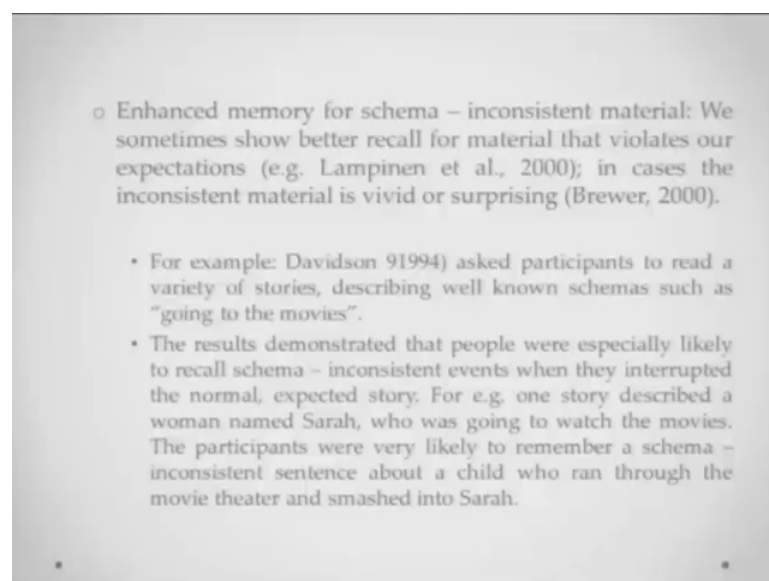 Enhanced memory for schema – inconsistent material: We
sometimes show better recall for material that violates our
expectations (e.g. Lampinen et al., 2000); in cases the
inconsistent material is vivid or surprising (Brewer, 2000).
• For example: Davidson 91994) asked participants to read a
variety of stories, describing well known schemas such as
"going to the movies".
• The results demonstrated that people were especially likely
to recall schema – inconsistent events when they interrupted
the normal, expected story. For e.g. one story described a
woman named Sarah, who was going to watch the movies.
The participants were very likely to remember a schema –
inconsistent sentence about a child who ran through the
movie theater and smashed into Sarah.